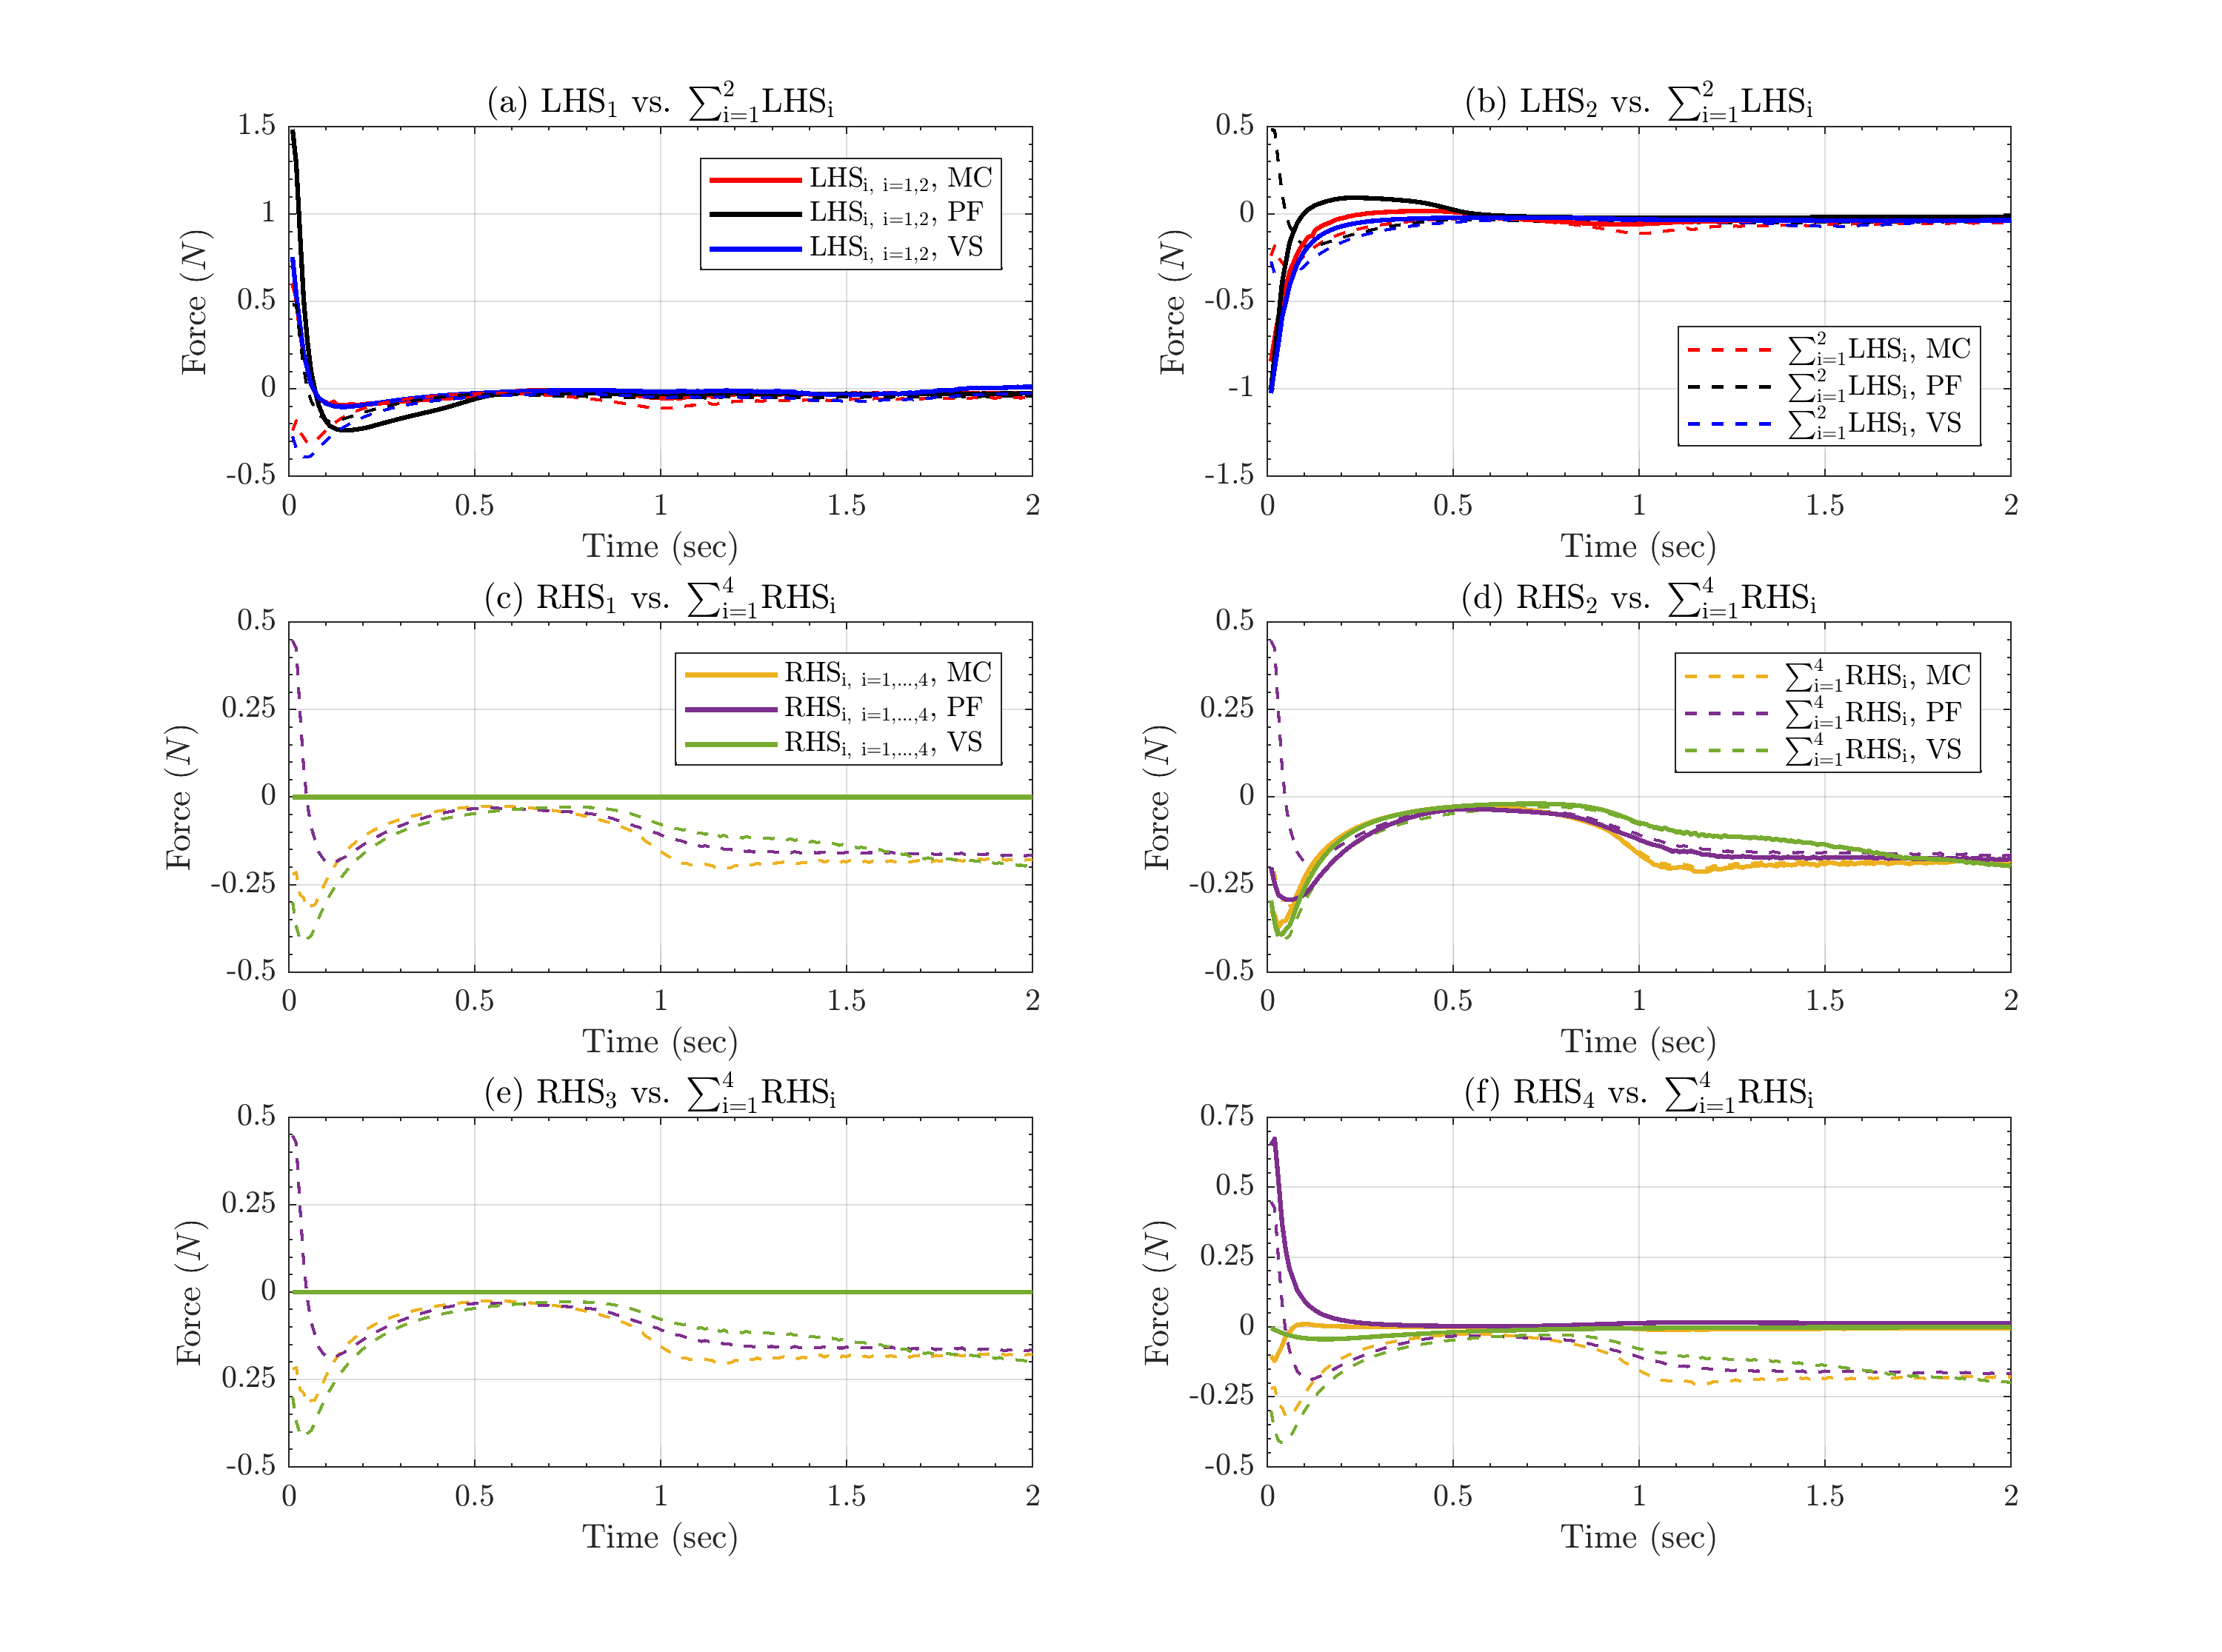 (a) LHS₁ vs. ∑²ᵢ₌₁LHSᵢ
1.5
1
0.5
0
-0.5
Force (N)
LHSᵢ, ᵢ₌₁,₂, MC
LHSᵢ, ᵢ₌₁,₂, PF
LHSᵢ, ᵢ₌₁,₂, VS
0 0.5 1 1.5 2
Time (sec)
(b) LHS₂ vs. ∑²ᵢ₌₁LHSᵢ
0.5
0
-0.5
-1
-1.5
Force (N)
∑²ᵢ₌₁LHSᵢ, MC
∑²ᵢ₌₁LHSᵢ, PF
∑²ᵢ₌₁LHSᵢ, VS
0 0.5 1 1.5 2
Time (sec)
(c) RHS₁ vs. ∑⁴ᵢ₌₁RHSᵢ
0.5
0.25
0
-0.25
-0.5
Force (N)
RHSᵢ, ᵢ₌₁,...,₄, MC
RHSᵢ, ᵢ₌₁,...,₄, PF
RHSᵢ, ᵢ₌₁,...,₄, VS
0 0.5 1 1.5 2
Time (sec)
(d) RHS₂ vs. ∑⁴ᵢ₌₁RHSᵢ
0.5
0.25
0
-0.25
-0.5
Force (N)
∑⁴ᵢ₌₁RHSᵢ, MC
∑⁴ᵢ₌₁RHSᵢ, PF
∑⁴ᵢ₌₁RHSᵢ, VS
0 0.5 1 1.5 2
Time (sec)
(e) RHS₃ vs. ∑⁴ᵢ₌₁RHSᵢ
0.5
0.25
0
0.25
-0.5
Force (N)
0 0.5 1 1.5 2
Time (sec)
(f) RHS₄ vs. ∑⁴ᵢ₌₁RHSᵢ
0.75
0.5
0.25
0
-0.25
-0.5
Force (N)
0 0.5 1 1.5 2
Time (sec)